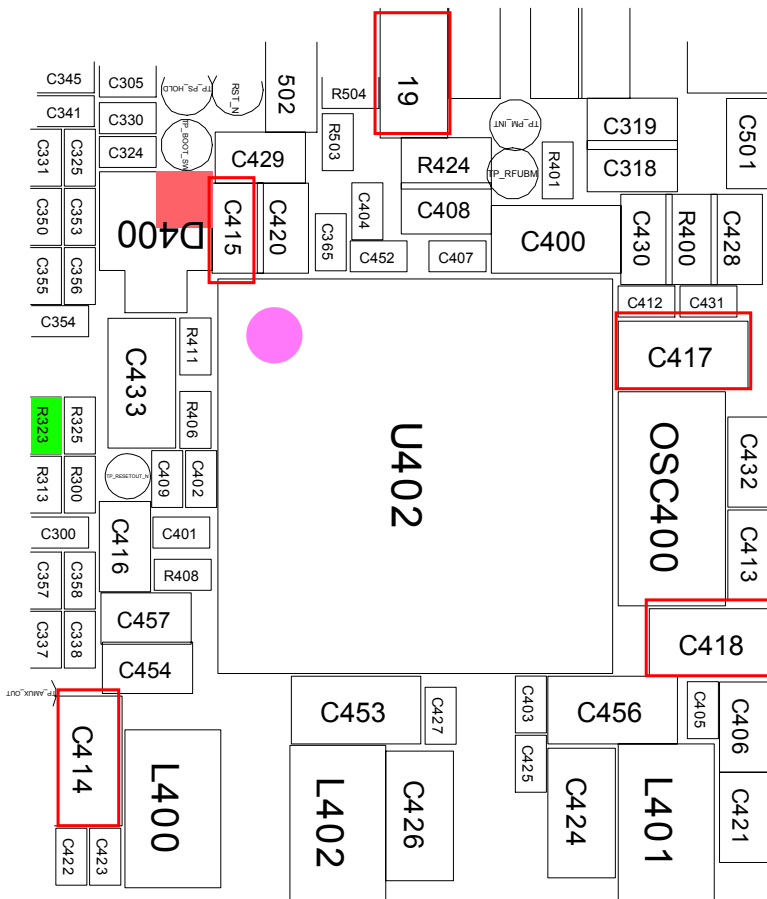 C345
C305
TP_PS_HOLD
RST_N
502
R504
19
C341
C330
TP_BOOT_SW
R503
TP_PM_INT
C319
C501
C331
C325
C324
C429
R424
TP_RFUBM
R401
C318
C350
C353
D400
C415
C420
C365
C404
C408
C400
C430
R400
C428
C355
C356
C452
C407
C412
C431
C354
C433
R411
C417
R323
R325
R406
U402
OSC400
C432
R313
R300
TP_RESETOUT_N
C409
C402
C300
C416
C401
C413
C357
C358
R408
C337
C338
C457
C418
C454
TP_AMUX_OUT
C414
L400
C453
C427
C403
C456
C405
C406
L402
C426
C425
C424
L401
C421
C422
C423